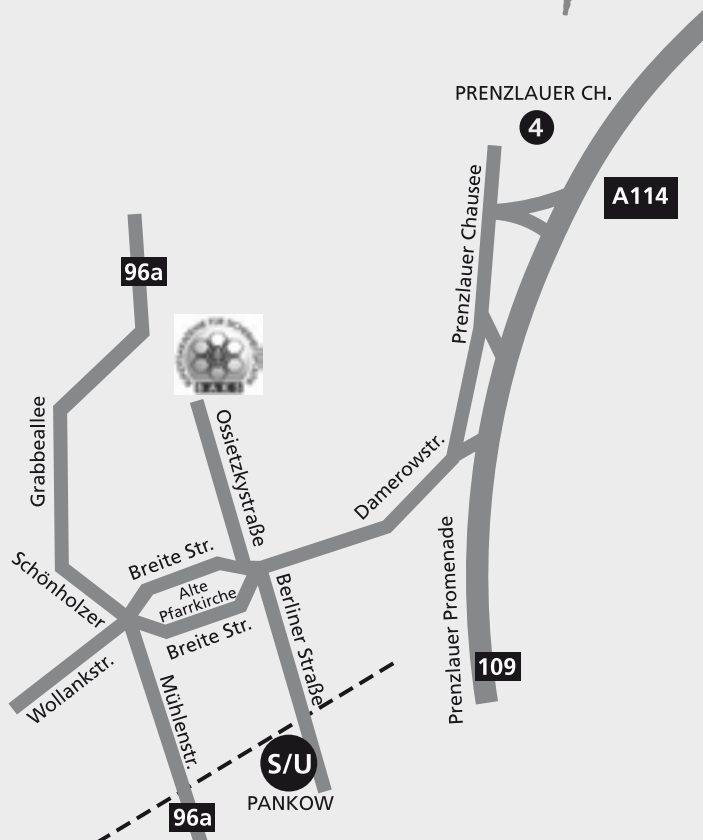 PRENZLAUER CH.
4
A114
Prenzlauer Chausee
96a
BAKS
Grabbeallee
Ossietzkystraße
Damerowstr.
Schönholzer
Breite Str.
Alte
Pfarrkirche
Breite Str.
Berliner Straße
Prenzlauer Promenade
Wollankstr.
Mühlenstr.
109
S/U
PANKOW
96a